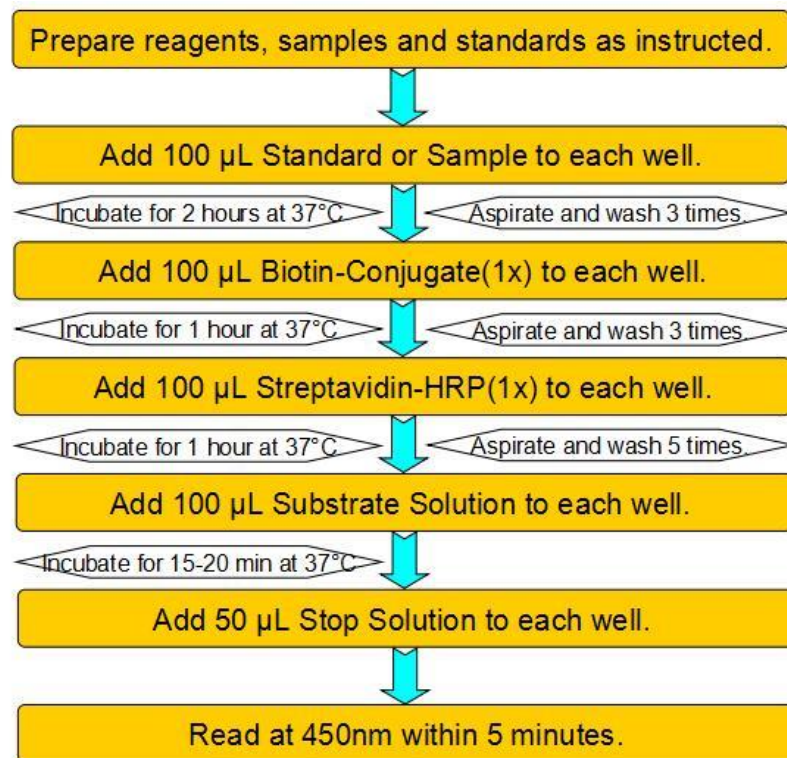 Prepare reagents, samples and standards as instructed.
Add 100 µL Standard or Sample to each well.
Incubate for 2 hours at 37°C
Aspirate and wash 3 times.
Add 100 µL Biotin-Conjugate(1x) to each well.
Incubate for 1 hour at 37°C
Aspirate and wash 3 times.
Add 100 µL Streptavidin-HRP(1x) to each well.
Incubate for 1 hour at 37°C
Aspirate and wash 5 times.
Add 100 µL Substrate Solution to each well.
Incubate for 15-20 min at 37°C
Add 50 µL Stop Solution to each well.
Read at 450nm within 5 minutes.